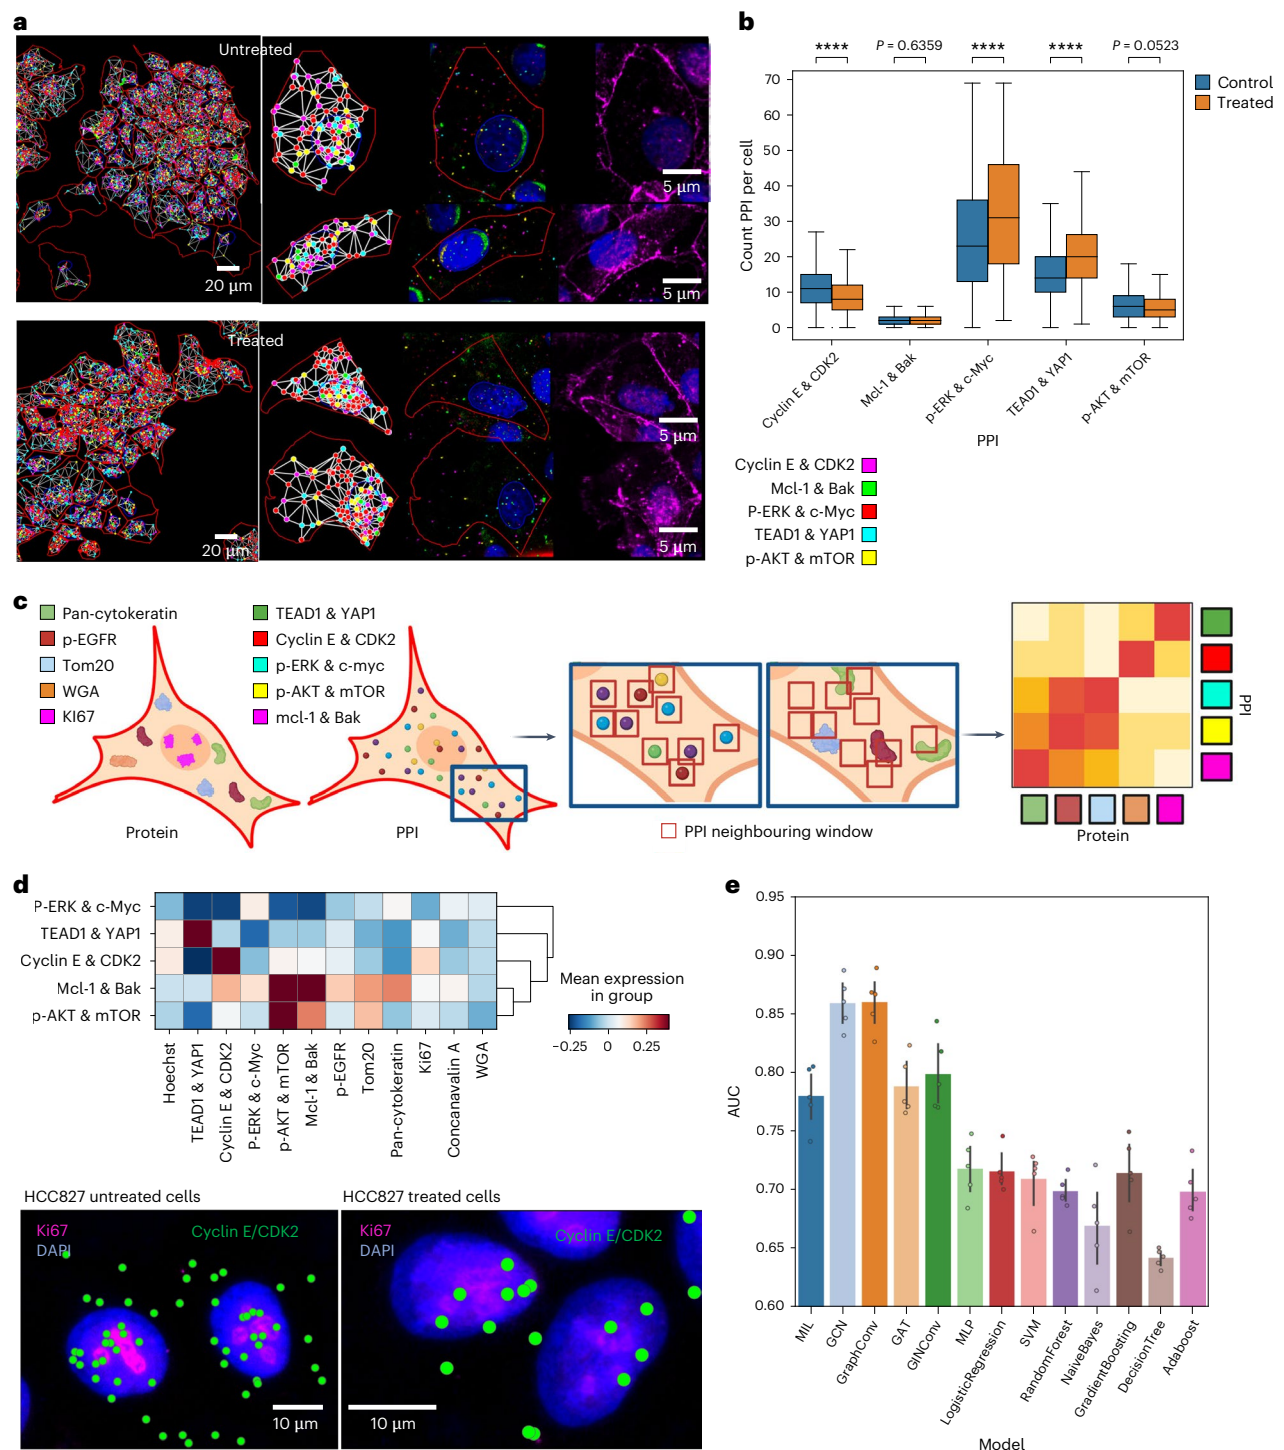 a
Untreated
20 µm
5 µm
5 µm
Treated
20 µm
5 µm
5 µm
b
**** P = 0.6359 **** **** P = 0.0523
Control
Treated
Count PPI per cell
70
60
50
40
30
20
10
0
Cyclin E & CDK2
Mcl-1 & Bak
p-ERK & c-Myc
TEAD1 & YAP1
p-AKT & mTOR
PPI
Cyclin E & CDK2
Mcl-1 & Bak
P-ERK & c-Myc
TEAD1 & YAP1
p-AKT & mTOR
c
Pan-cytokeratin
p-EGFR
Tom20
WGA
KI67
TEAD1 & YAP1
Cyclin E & CDK2
p-ERK & c-myc
p-AKT & mTOR
mcl-1 & Bak
Protein
PPI
PPI neighbouring window
PPI
Protein
d
P-ERK & c-Myc
TEAD1 & YAP1
Cyclin E & CDK2
Mcl-1 & Bak
p-AKT & mTOR
Hoechst
TEAD1 & YAP1
Cyclin E & CDK2
P-ERK & c-Myc
p-AKT & mTOR
Mcl-1 & Bak
p-EGFR
Tom20
Pan-cytokeratin
Ki67
Concanavalin A
WGA
Mean expression
in group
−0.25 0 0.25
HCC827 untreated cells
Ki67
DAPI
Cyclin E/CDK2
10 µm
HCC827 treated cells
Ki67
DAPI
Cyclin E/CDK2
10 µm
e
AUC
0.95
0.90
0.85
0.80
0.75
0.70
0.65
0.60
MIL
GCN
GraphConv
GAT
GINConv
MLP
LogisticRegression
SVM
RandomForest
NaiveBayes
GradientBoosting
DecisionTree
Adaboost
Model